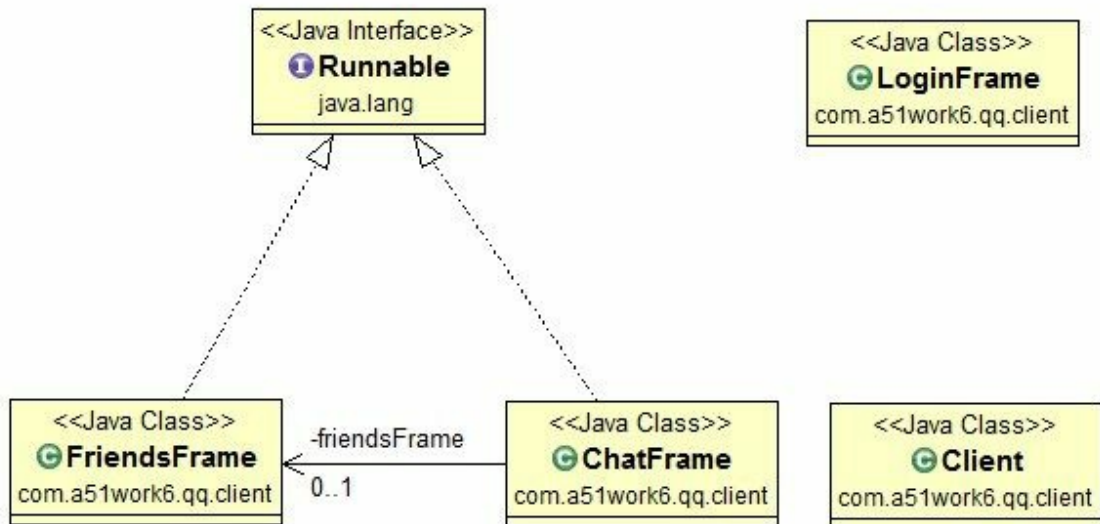 <<Java Interface>>
Runnable
java.lang
<<Java Class>>
LoginFrame
com.a51work6.qq.client
<<Java Class>>
FriendsFrame
com.a51work6.qq.client
-friendsFrame
0..1
<<Java Class>>
ChatFrame
com.a51work6.qq.client
<<Java Class>>
Client
com.a51work6.qq.client